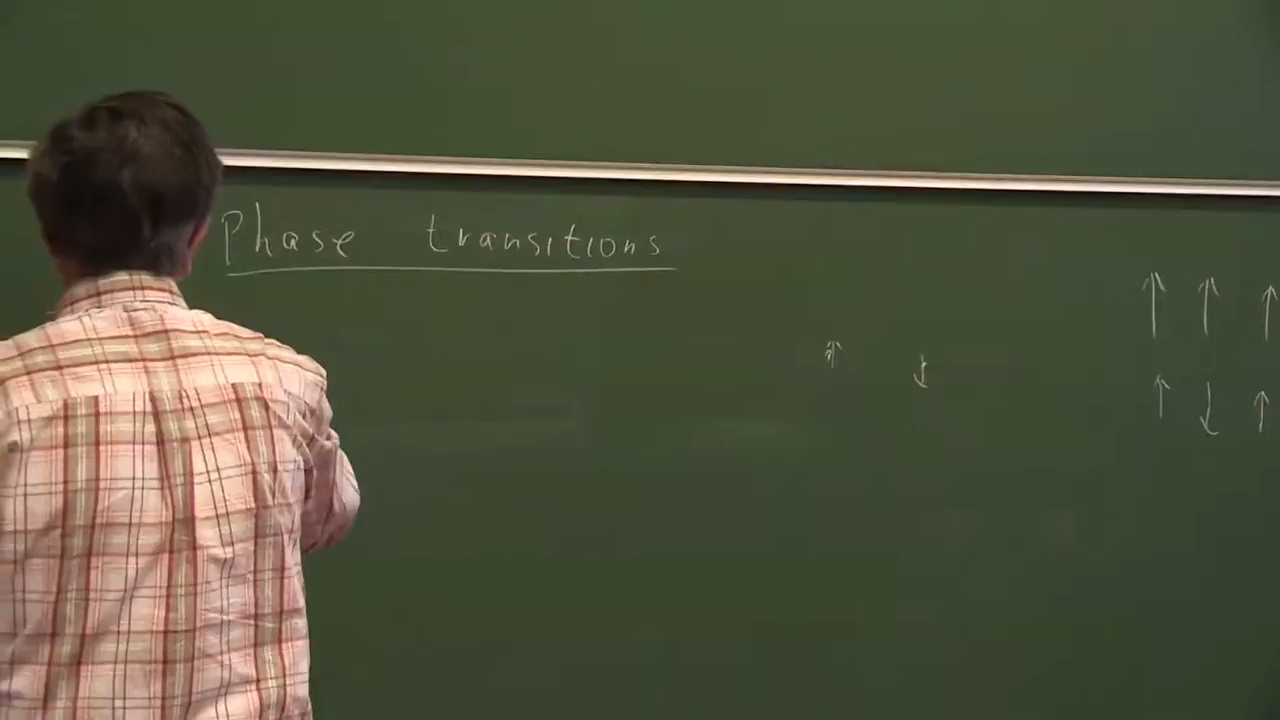 Phase transitions
↑ ↑ ↑
↑ ↓
↑ ↓ ↑